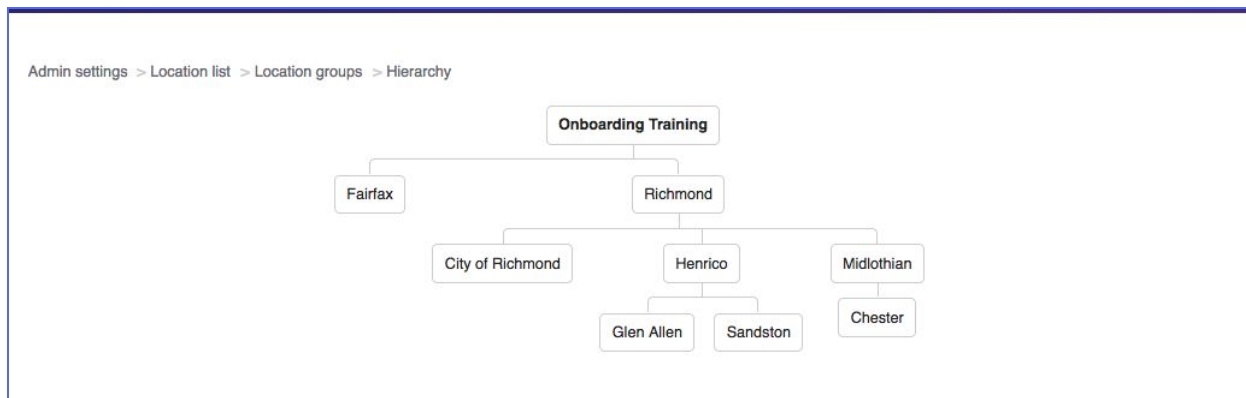 Admin settings > Location list > Location groups > Hierarchy
Onboarding Training
Fairfax
Richmond
City of Richmond
Henrico
Midlothian
Glen Allen
Sandston
Chester